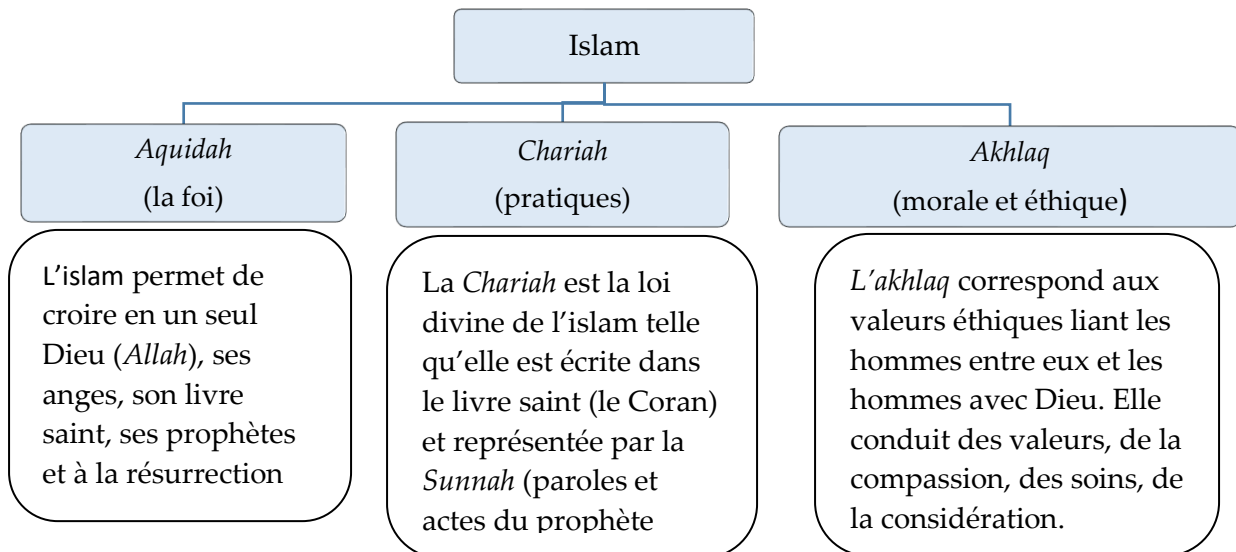 Islam
Aquidah
(la foi)
Chariah
(pratiques)
Akhlaq
(morale et éthique)
L'islam permet de
croire en un seul
Dieu (Allah), ses
anges, son livre
saint, ses prophètes
et à la résurrection
La Chariah est la loi
divine de l'islam telle
qu'elle est écrite dans
le livre saint (le Coran)
et représentée par la
Sunnah (paroles et
actes du prophète
L'akhlaq correspond aux
valeurs éthiques liant les
hommes entre eux et les
hommes avec Dieu. Elle
conduit des valeurs, de la
compassion, des soins, de
la considération.